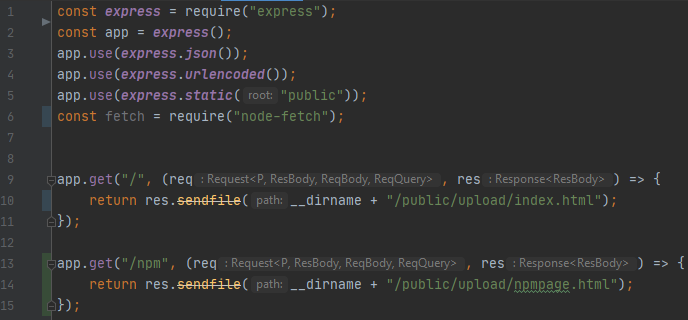 1 const express = require("express");
2 const app = express();
3 app.use(express.json());
4 app.use(express.urlencoded());
5 app.use(express.static( root: "public"));
6 const fetch = require("node-fetch");
7
8
9 app.get("/", (req : Request<P, ResBody, ReqBody, ReqQuery> , res : Response<ResBody> ) => {
10     return res.sendfile( path: __dirname + "/public/upload/index.html");
11 });
12
13 app.get("/npm", (req : Request<P, ResBody, ReqBody, ReqQuery> , res : Response<ResBody> ) => {
14     return res.sendfile( path: __dirname + "/public/upload/npmpage.html");
15 });